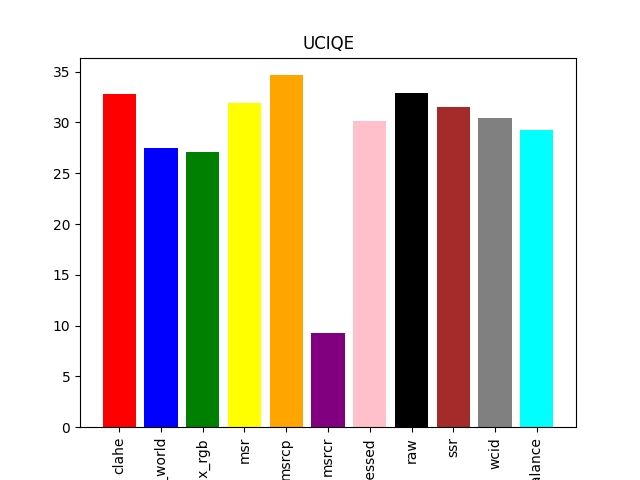 UCIQE
35
30
25
20
15
10
5
0
clahe
_world
x_rgb
msr
msrcp
msrcr
essed
raw
ssr
wcid
alance